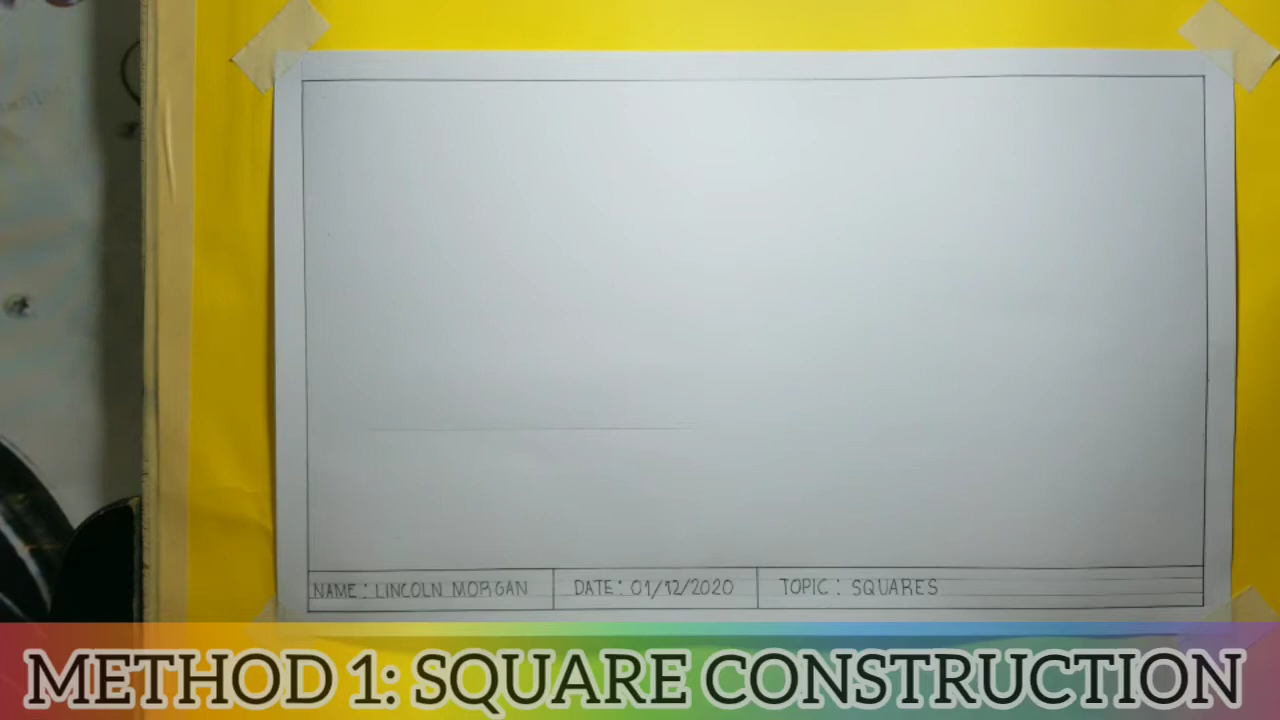 NAME: LINCOLN MORGAN DATE: 01/12/2020 TOPIC: SQUARES
METHOD 1: SQUARE CONSTRUCTION